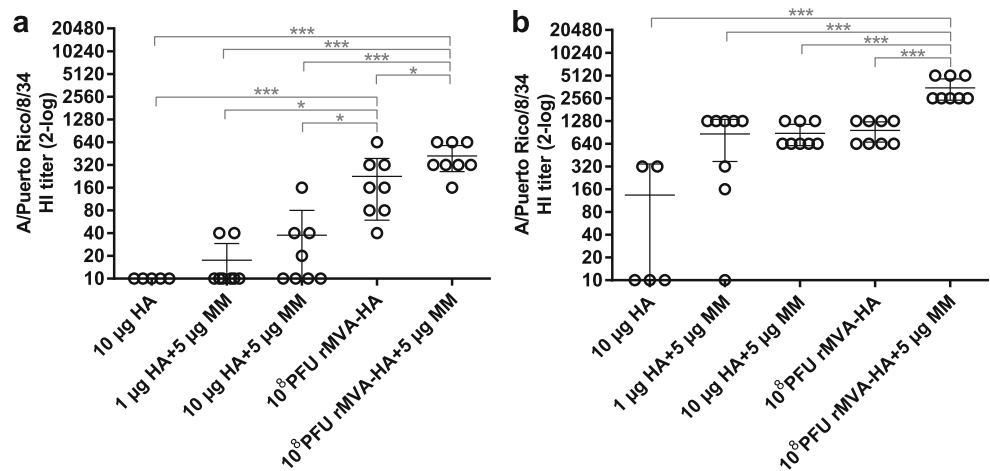 a
A/Puerto Rico/8/34
HI titer (2-log)
20480
10240
5120
2560
1280
640
320
160
80
40
20
10
***
***
***
*
***
*
*
10 µg HA
1 µg HA+5 µg MM
10 µg HA+5 µg MM
10⁸PFU rMVA-HA
10⁸PFU rMVA-HA+5 µg MM
b
A/Puerto Rico/8/34
HI titer (2-log)
20480
10240
5120
2560
1280
640
320
160
80
40
20
10
***
***
***
***
10 µg HA
1 µg HA+5 µg MM
10 µg HA+5 µg MM
10⁸PFU rMVA-HA
10⁸PFU rMVA-HA+5 µg MM